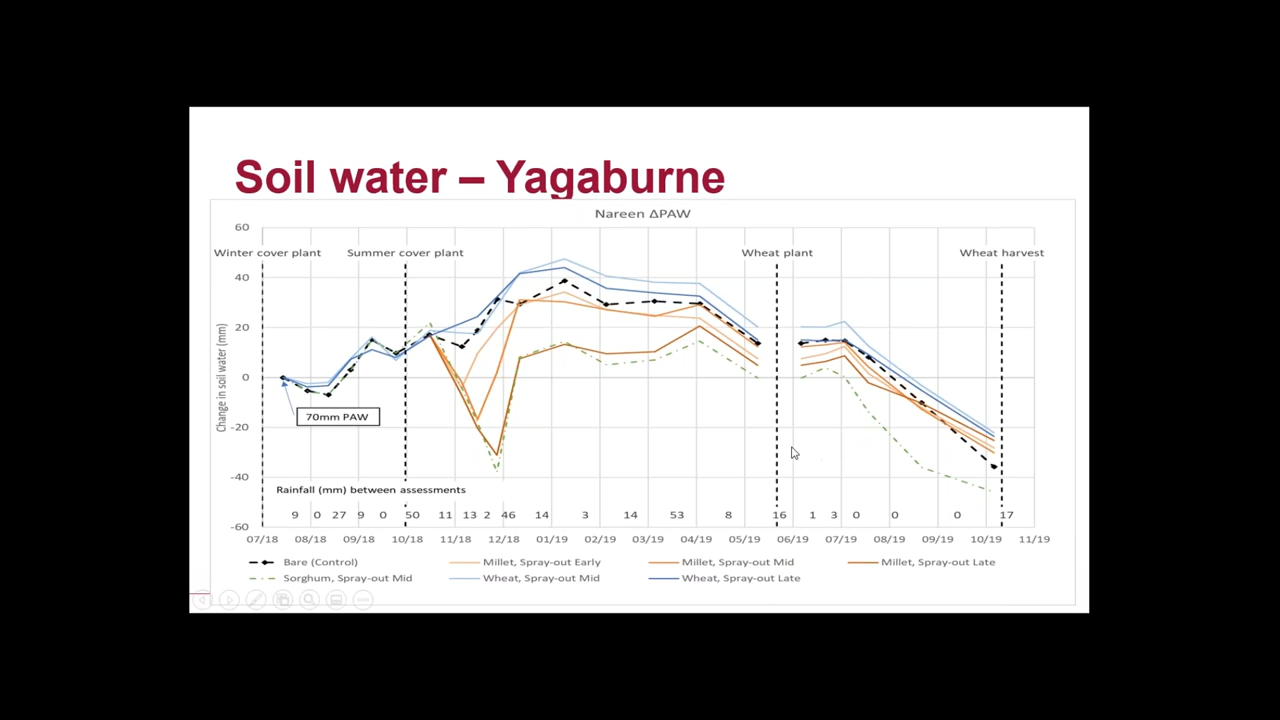 Soil water – Yagaburne
Nareen ΔPAW
60
Winter cover plant Summer cover plant Wheat plant Wheat harvest
40
20
0
-20
-40
-60
Change in soil water (mm)
70mm PAW
Rainfall (mm) between assessments
9 0 27 9 0 50 11 13 2 46 14 3 14 53 8 16 1 3 0 0 0 17
07/18 08/18 09/18 10/18 11/18 12/18 01/19 02/19 03/19 04/19 05/19 06/19 07/19 08/19 09/19 10/19 11/19
Bare (Control) Millet, Spray-out Early Millet, Spray-out Mid Millet, Spray-out Late
Sorghum, Spray-out Mid Wheat, Spray-out Mid Wheat, Spray-out Late